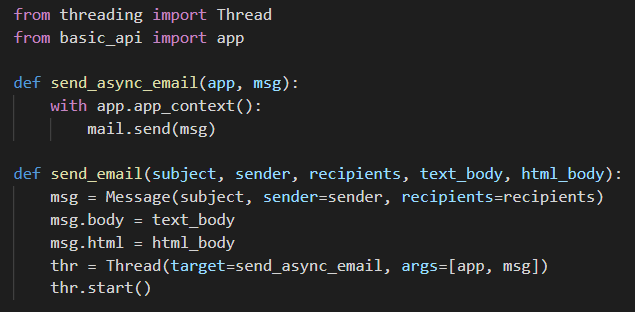 from threading import Thread
from basic_api import app
def send_async_email(app, msg):
with app.app_context():
mail.send(msg)
def send_email(subject, sender, recipients, text_body, html_body):
msg = Message(subject, sender=sender, recipients=recipients)
msg.body = text_body
msg.html = html_body
thr = Thread(target=send_async_email, args=[app, msg])
thr.start()